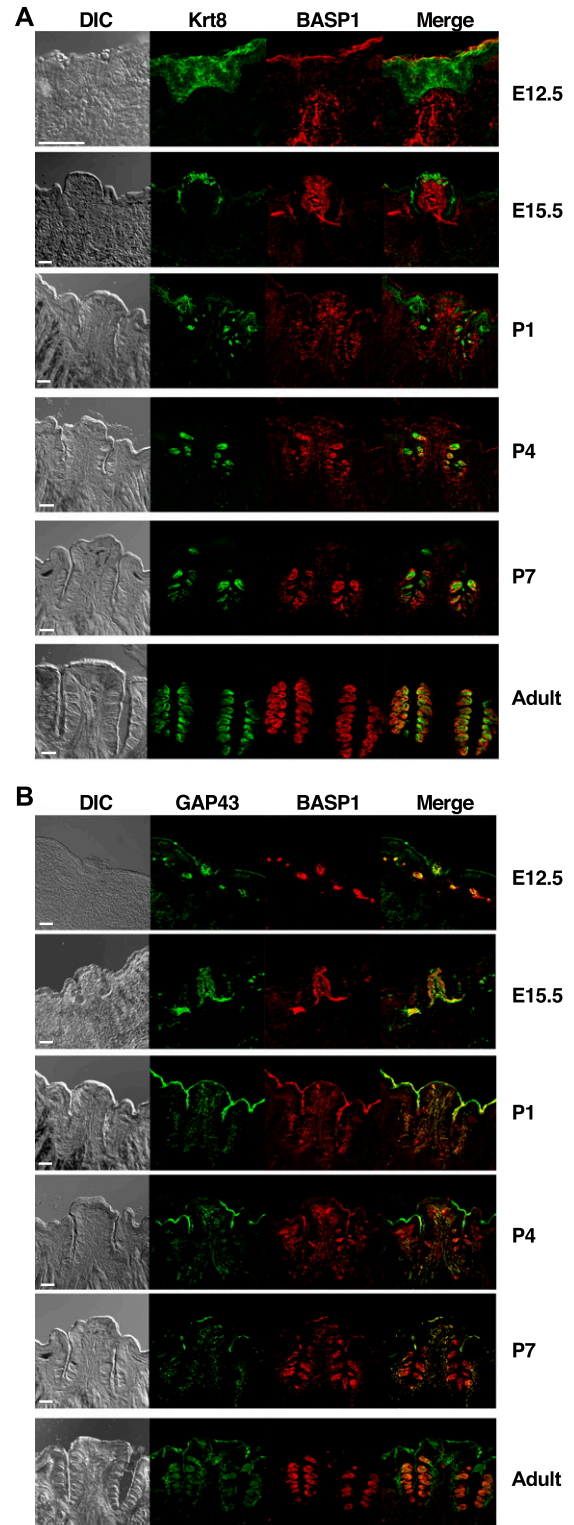 A
DIC Krt8 BASP1 Merge
E12.5
E15.5
P1
P4
P7
Adult
B
DIC GAP43 BASP1 Merge
E12.5
E15.5
P1
P4
P7
Adult